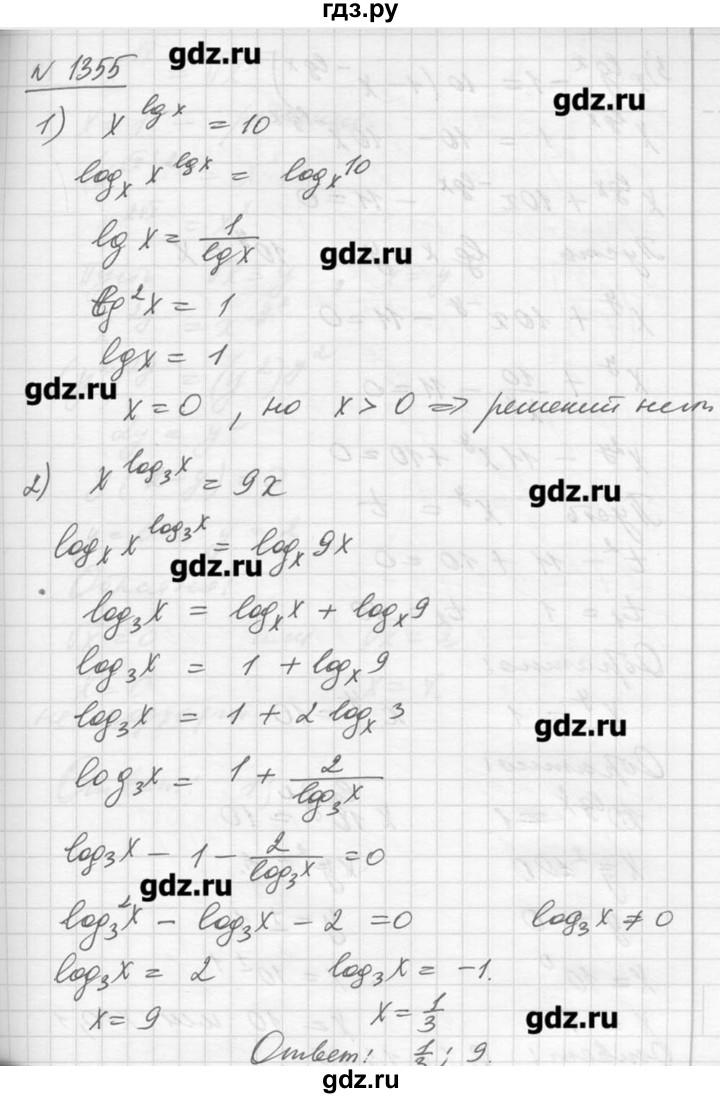 гдз.ру
№ 1355
gdz.ru
1) x^{lg x} = 10
gdz.ru
log_x x^{lg x} = log_x 10
lg x = \frac{1}{lg x}
gdz.ru
lg^2 x = 1
lg x = 1
gdz.ru
x = 0 , но x > 0 => решений нет
2) x^{log_3 x} = 9x
gdz.ru
log_x x^{log_3 x} = log_x 9x
gdz.ru
log_3 x = log_x x + log_x 9
log_3 x = 1 + log_x 9
log_3 x = 1 + 2 log_x 3
gdz.ru
log_3 x = 1 + \frac{2}{log_3 x}
log_3 x - 1 - \frac{2}{log_3 x} = 0
gdz.ru
log_3^2 x - log_3 x - 2 = 0 log_3 x ≠ 0
log_3 x = 2 log_3 x = -1.
x = 9 x = \frac{1}{3}
gdz.ru
Ответ: \frac{1}{3} ; 9.
gdz.ru